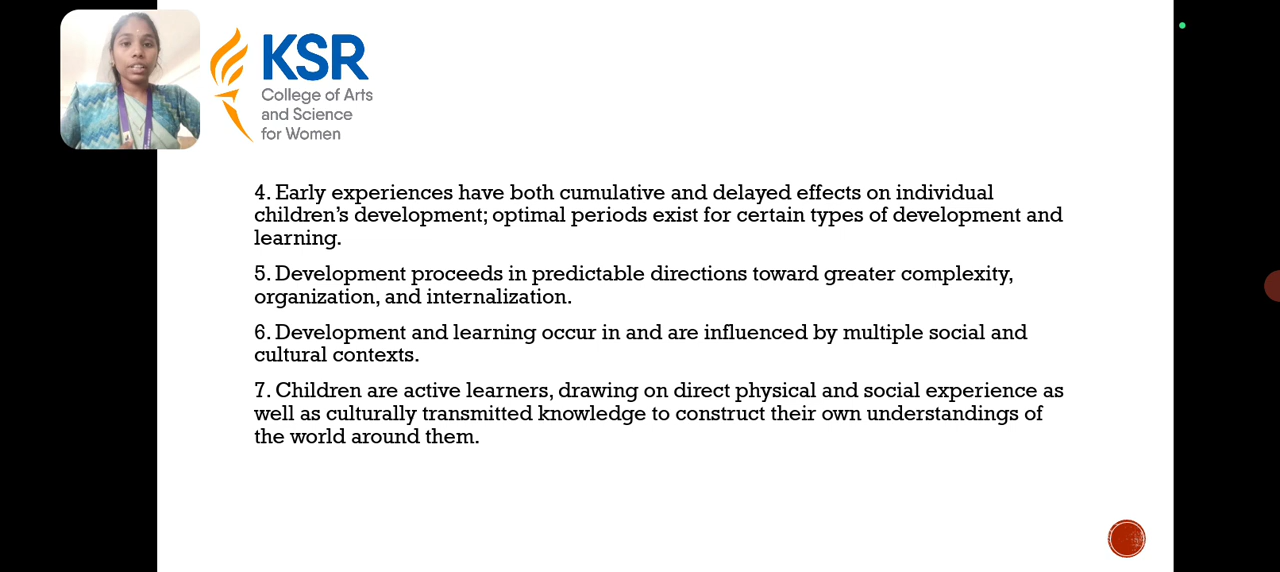 KSR
College of Arts
and Science
for Women
4. Early experiences have both cumulative and delayed effects on individual
children’s development; optimal periods exist for certain types of development and
learning.
5. Development proceeds in predictable directions toward greater complexity,
organization, and internalization.
6. Development and learning occur in and are influenced by multiple social and
cultural contexts.
7. Children are active learners, drawing on direct physical and social experience as
well as culturally transmitted knowledge to construct their own understandings of
the world around them.